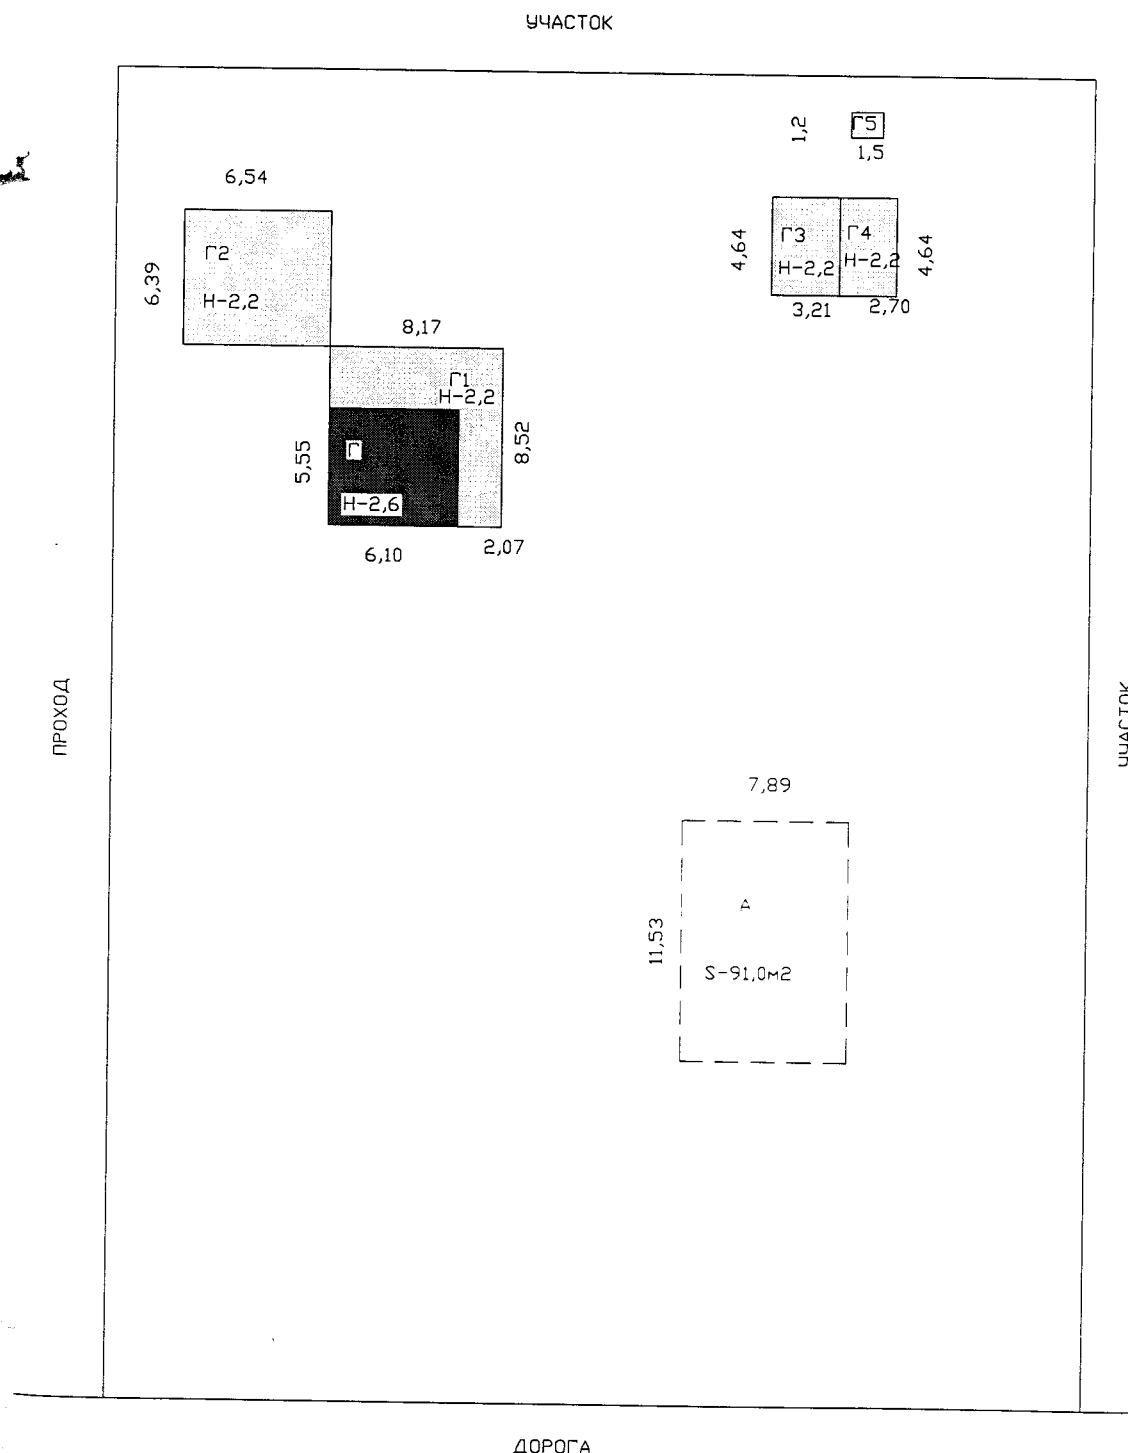 УЧАСТОК
1,2
Г5
1,5
6,54
Г2
Н-2,2
6,39
4,64
Г3
Н-2,2
Г4
Н-2,2
4,64
3,21
2,70
8,17
Г1
Н-2,2
8,52
5,55
Г
Н-2,6
6,10
2,07
ПРОХОД
УЧАСТОК
7,89
11,53
А
S-91,0м2
ДОРОГА